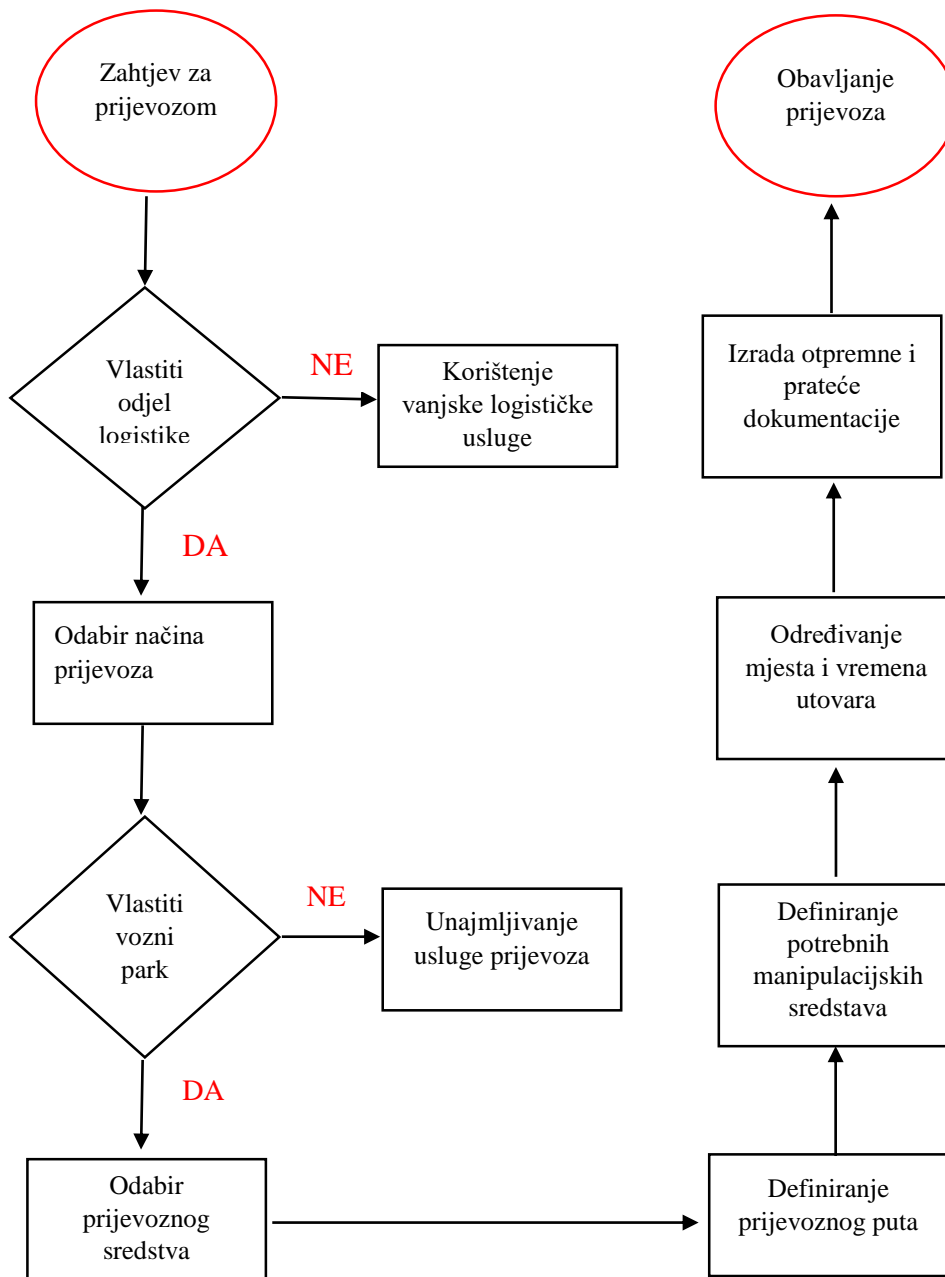 Zahtjev za
prijevozom
Vlastiti
odjel
logistike
NE
Korištenje
vanjske logističke
usluge
DA
Odabir načina
prijevoza
Vlastiti
vozni
park
NE
Unajmljivanje
usluge prijevoza
DA
Odabir
prijevoznog
sredstva
Definiranje
prijevoznog puta
Definiranje
potrebnih
manipulacijskih
sredstava
Određivanje
mjesta i vremena
utovara
Izrada otpremne i
prateće
dokumentacije
Obavljanje
prijevoza